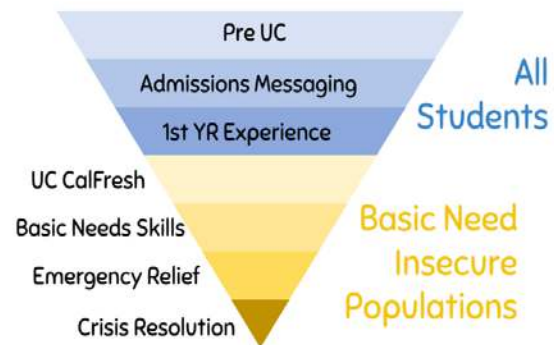 Pre UC
Admissions Messaging
1st YR Experience
All
Students
UC CalFresh
Basic Needs Skills
Emergency Relief
Crisis Resolution
Basic Need
Insecure
Populations